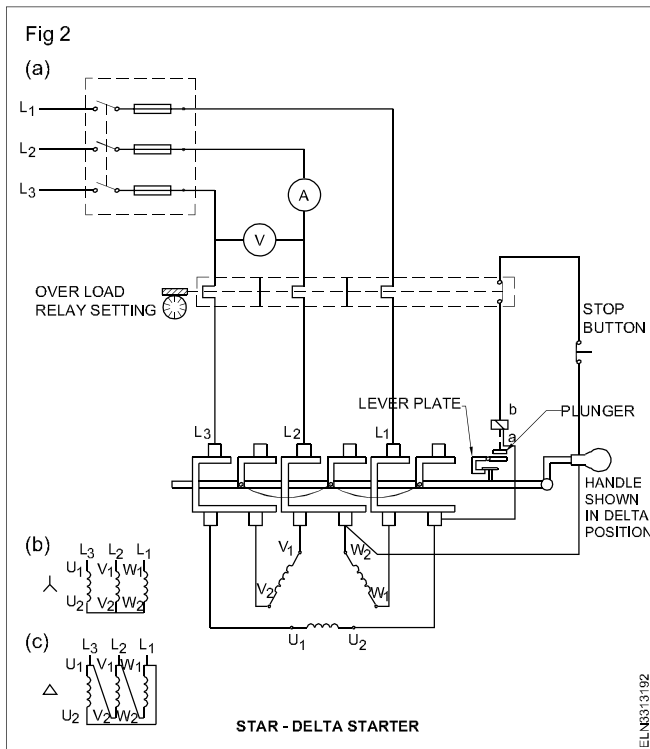 Fig 2
(a)
L1
L2
L3
A
V
OVER LOAD
RELAY SETTING
STOP
BUTTON
LEVER PLATE
b
PLUNGER
a
L3
L2
L1
HANDLE
SHOWN
IN DELTA
POSITION
V1
W2
V2
W1
U1
U2
(b)
L3 L2 L1
U1 V1 W1
U2 V2 W2
(c)
L3 L2 L1
U1 V1 W1
U2 V2 W2
STAR - DELTA STARTER
ELN3313192